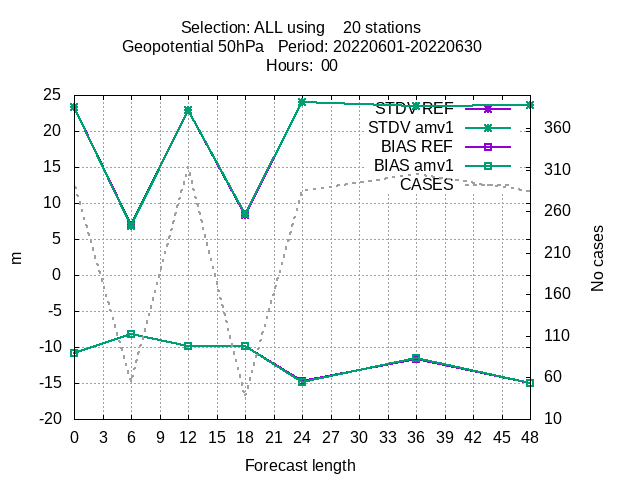 Selection: ALL using    20 stations
Geopotential 50hPa   Period: 20220601-20220630
Hours:  00
25
20
15
10
5
0
-5
-10
-15
-20
m
STDV REF
STDV amv1
BIAS REF
BIAS amv1
CASES
360
310
260
210
160
110
60
10
No cases
0 3 6 9 12 15 18 21 24 27 30 33 36 39 42 45 48
Forecast length